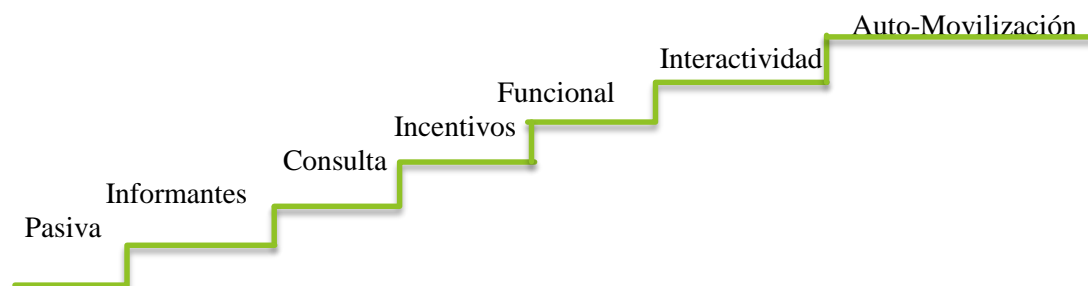 Auto-Movilización
Interactividad
Funcional
Incentivos
Consulta
Informantes
Pasiva